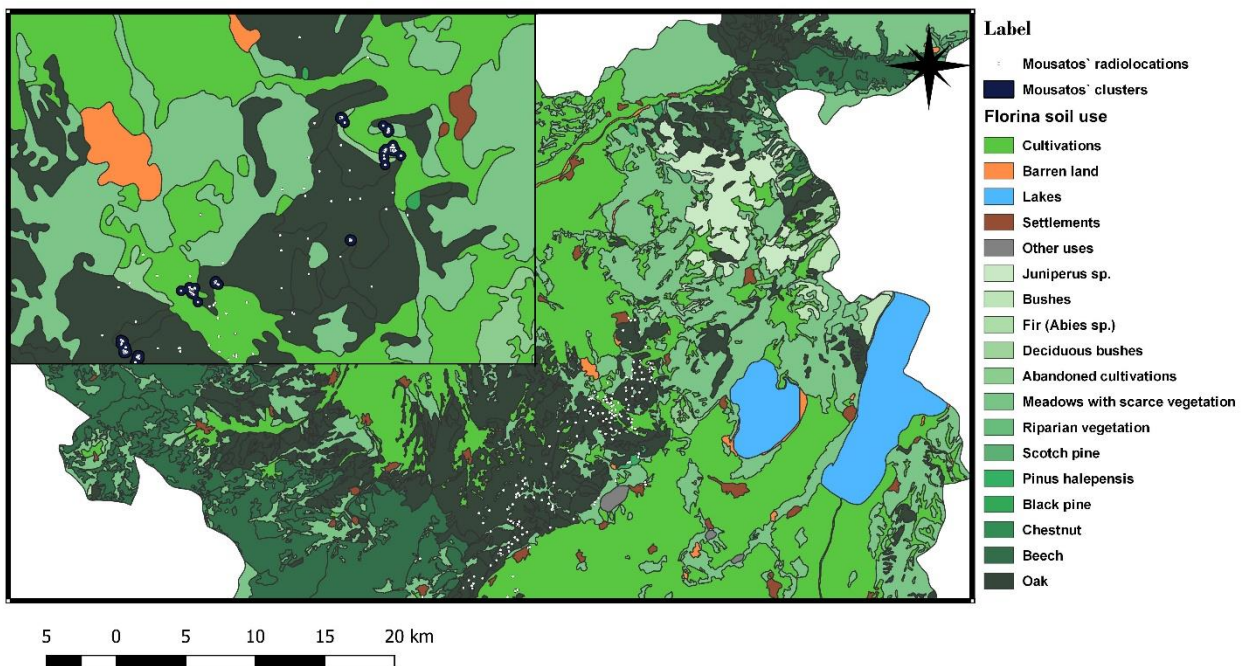 Label
Mousatos` radiolocations
Mousatos` clusters
Florina soil use
Cultivations
Barren land
Lakes
Settlements
Other uses
Juniperus sp.
Bushes
Fir (Abies sp.)
Deciduous bushes
Abandoned cultivations
Meadows with scarce vegetation
Riparian vegetation
Scotch pine
Pinus halepensis
Black pine
Chestnut
Beech
Oak
5 0 5 10 15 20 km